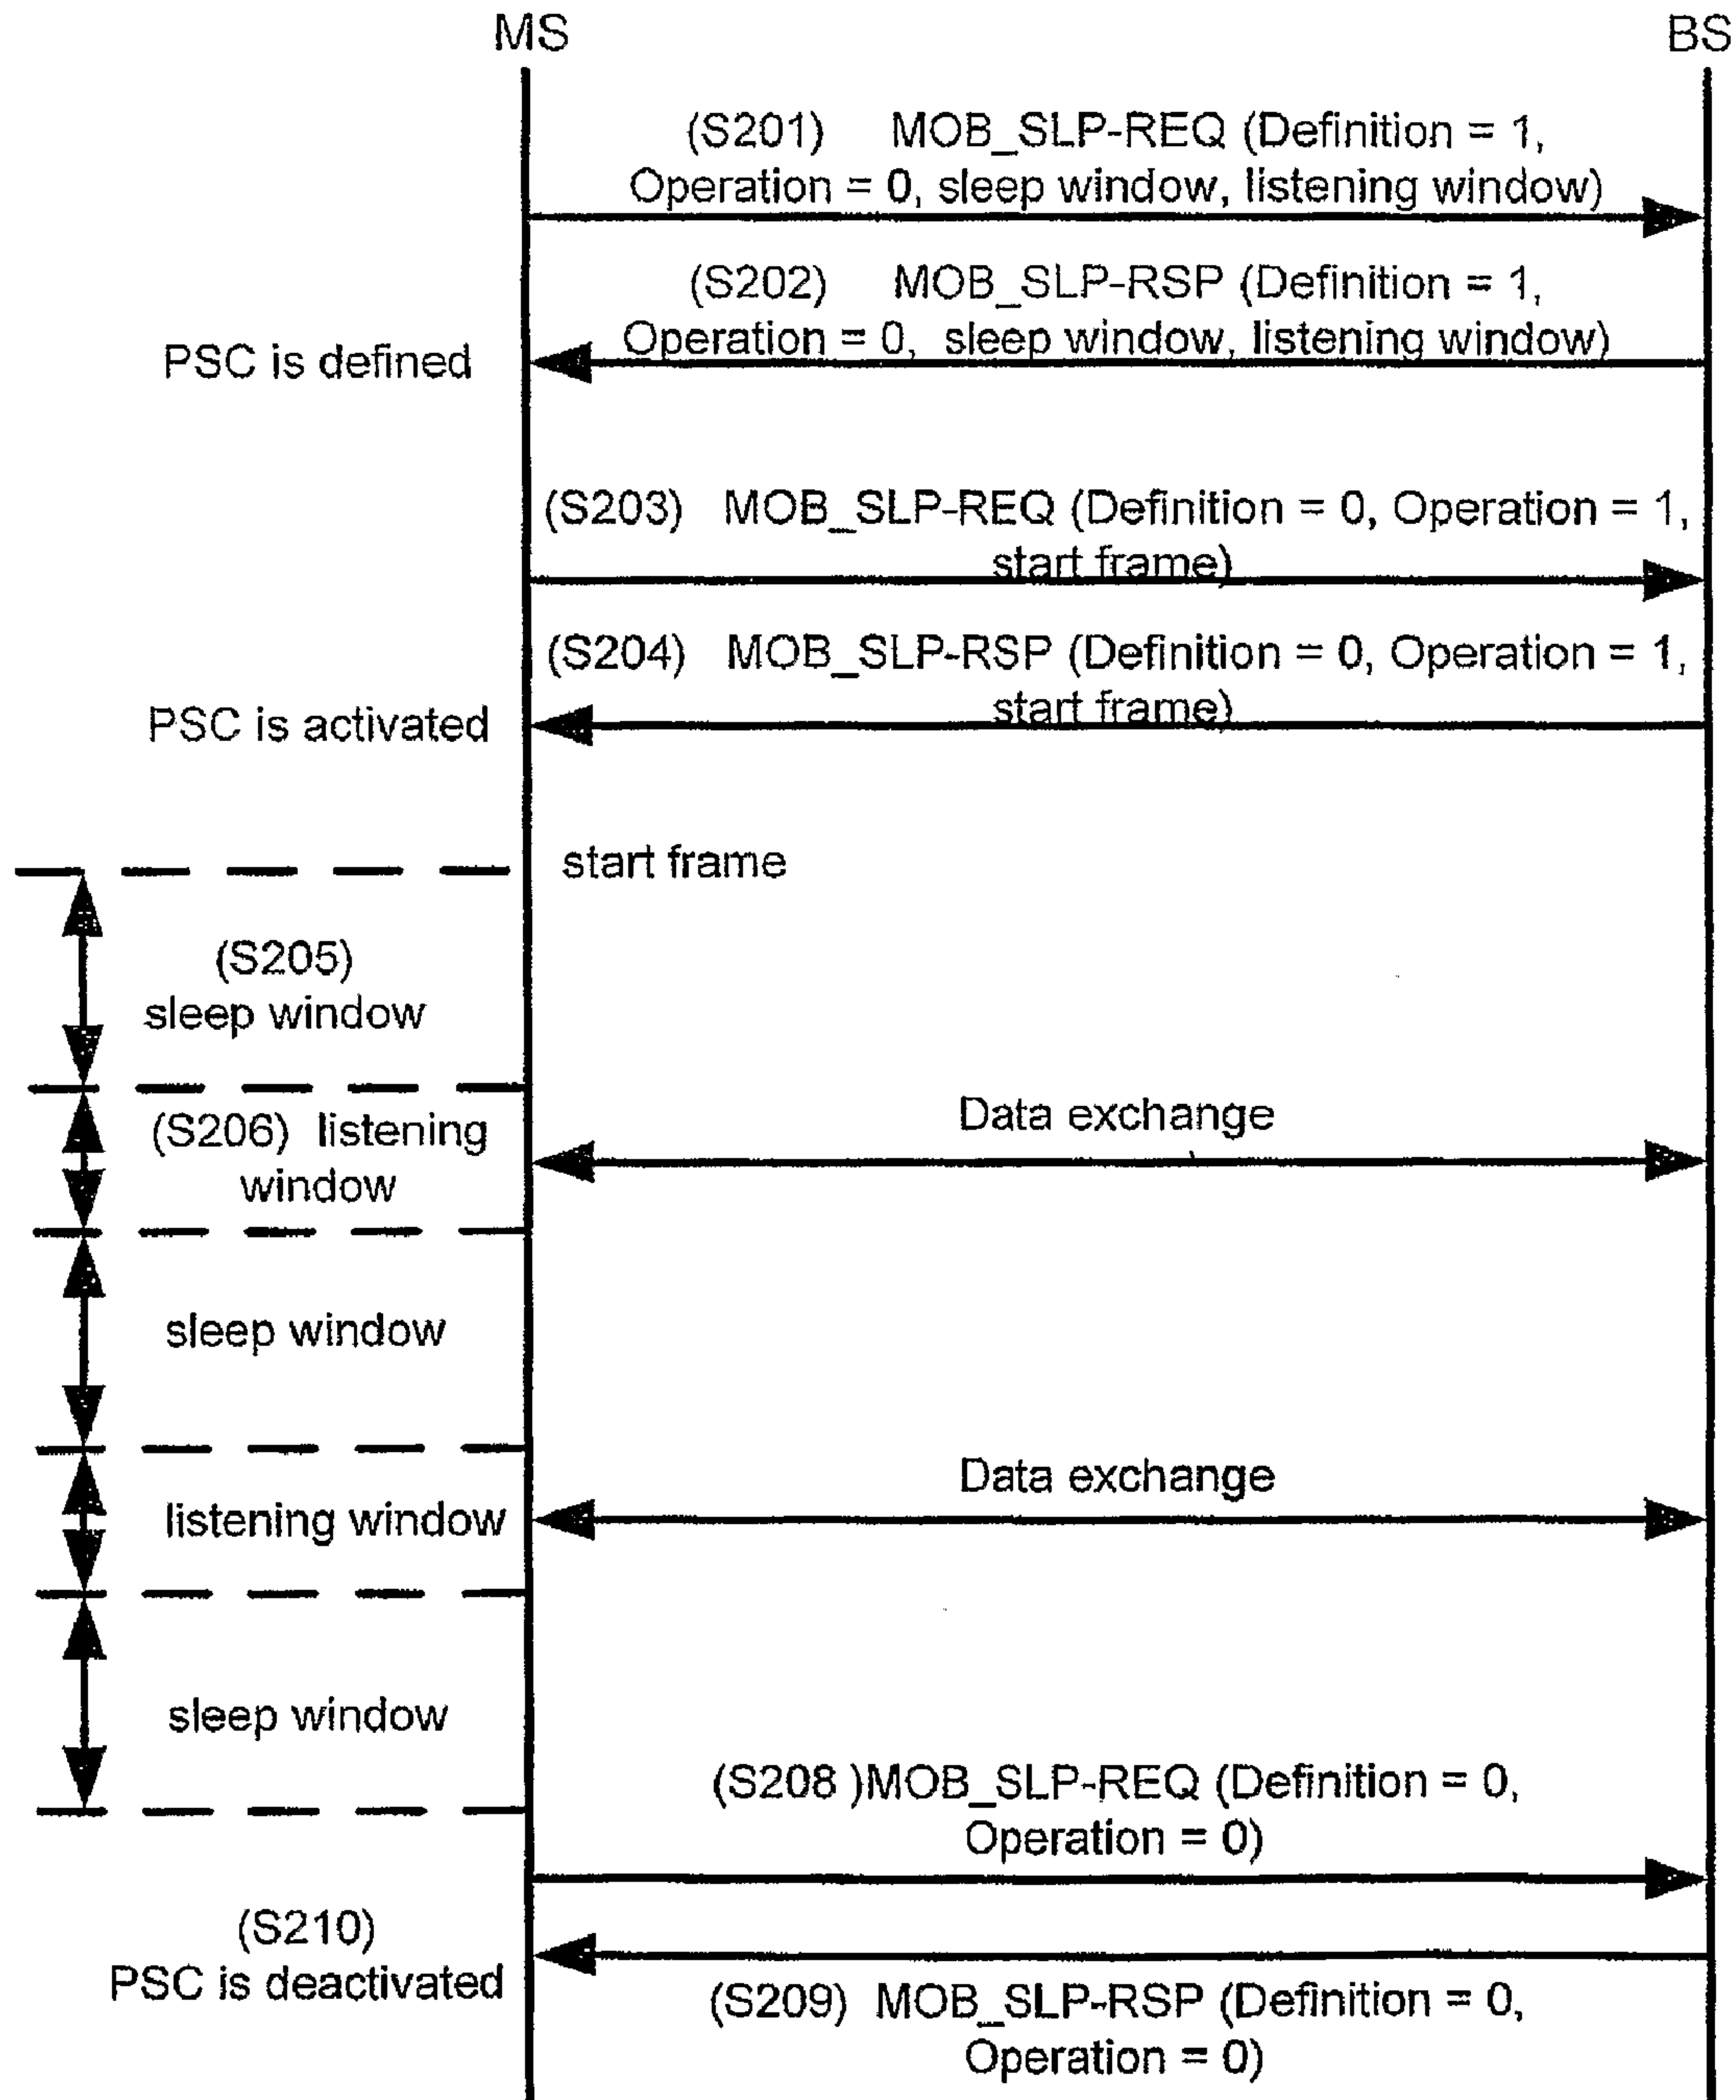 MS
BS
(S201) MOB_SLP-REQ (Definition = 1,
Operation = 0, sleep window, listening window)
(S202) MOB_SLP-RSP (Definition = 1,
Operation = 0, sleep window, listening window)
PSC is defined
(S203) MOB_SLP-REQ (Definition = 0, Operation = 1,
start frame)
(S204) MOB_SLP-RSP (Definition = 0, Operation = 1,
start frame)
PSC is activated
start frame
(S205)
sleep window
(S206) listening
window
Data exchange
sleep window
Data exchange
listening window
sleep window
(S208 )MOB_SLP-REQ (Definition = 0,
Operation = 0)
(S210)
PSC is deactivated
(S209) MOB_SLP-RSP (Definition = 0,
Operation = 0)